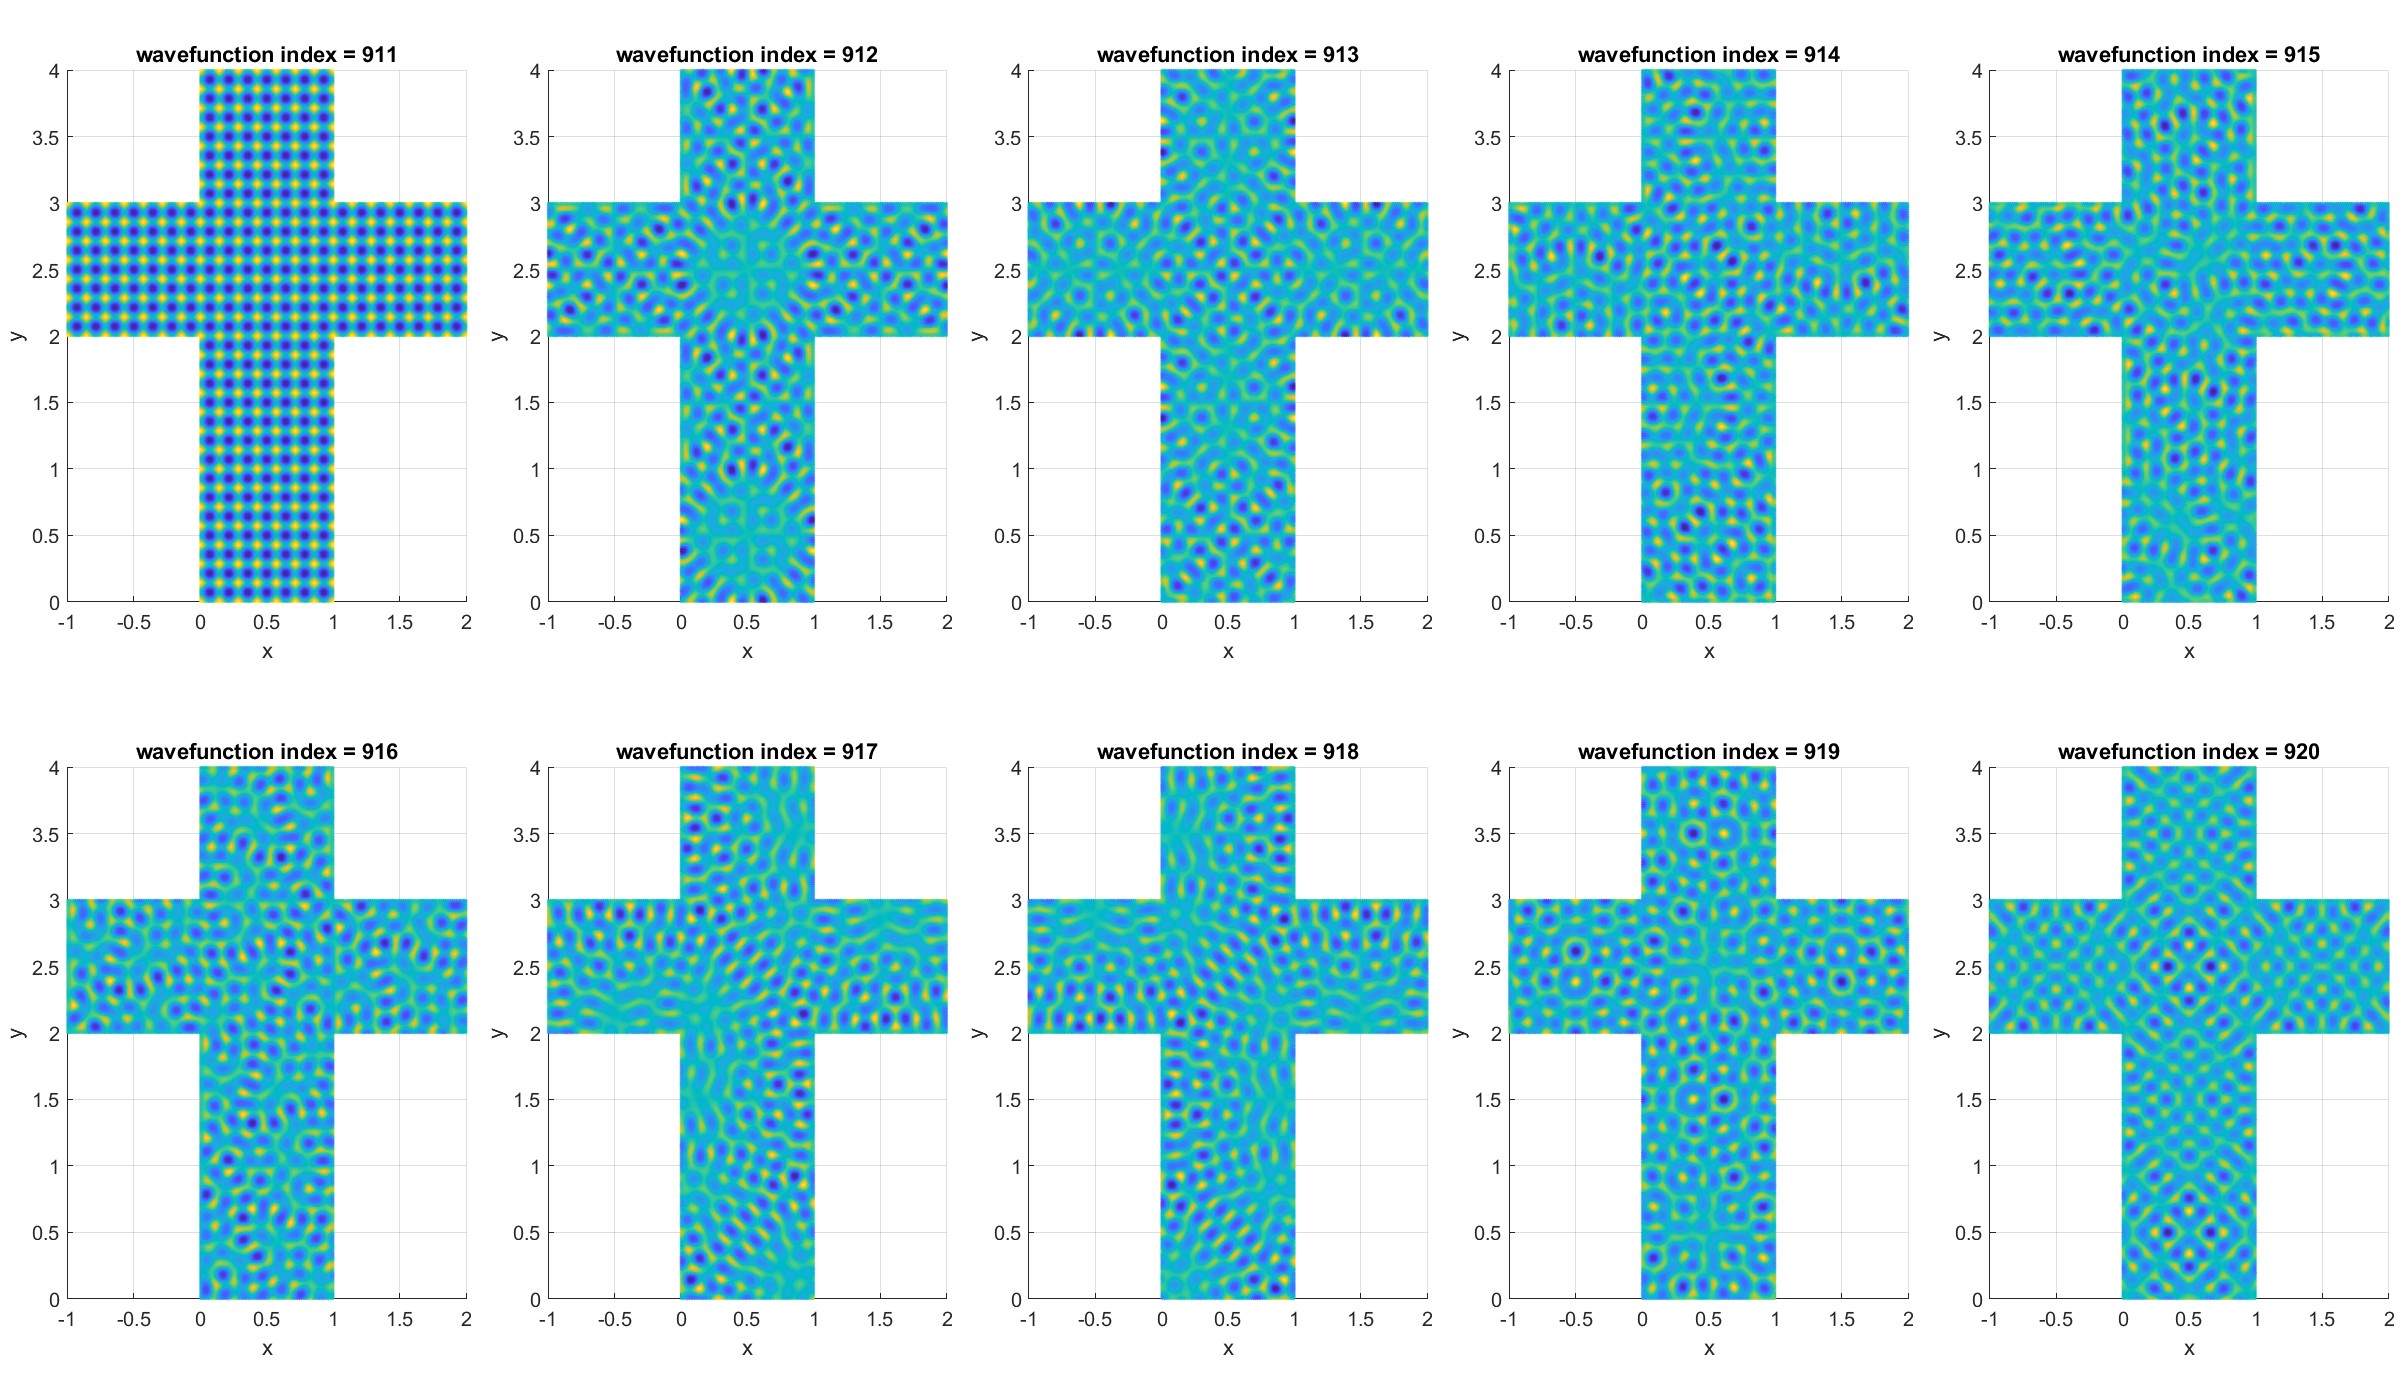 wavefunction index = 911
wavefunction index = 912
wavefunction index = 913
wavefunction index = 914
wavefunction index = 915
4 4 4 4 4
3.5 3.5 3.5 3.5 3.5
3 3 3 3 3
2.5 2.5 2.5 2.5 2.5
y y y y y
2 2 2 2 2
1.5 1.5 1.5 1.5 1.5
1 1 1 1 1
0.5 0.5 0.5 0.5 0.5
0 0 0 0 0
-1 -0.5 0 0.5 1 1.5 2
-1 -0.5 0 0.5 1 1.5 2
-1 -0.5 0 0.5 1 1.5 2
-1 -0.5 0 0.5 1 1.5 2
-1 -0.5 0 0.5 1 1.5 2
x x x x x
wavefunction index = 916
wavefunction index = 917
wavefunction index = 918
wavefunction index = 919
wavefunction index = 920
4 4 4 4 4
3.5 3.5 3.5 3.5 3.5
3 3 3 3 3
2.5 2.5 2.5 2.5 2.5
y y y y y
2 2 2 2 2
1.5 1.5 1.5 1.5 1.5
1 1 1 1 1
0.5 0.5 0.5 0.5 0.5
0 0 0 0 0
-1 -0.5 0 0.5 1 1.5 2
-1 -0.5 0 0.5 1 1.5 2
-1 -0.5 0 0.5 1 1.5 2
-1 -0.5 0 0.5 1 1.5 2
-1 -0.5 0 0.5 1 1.5 2
x x x x x